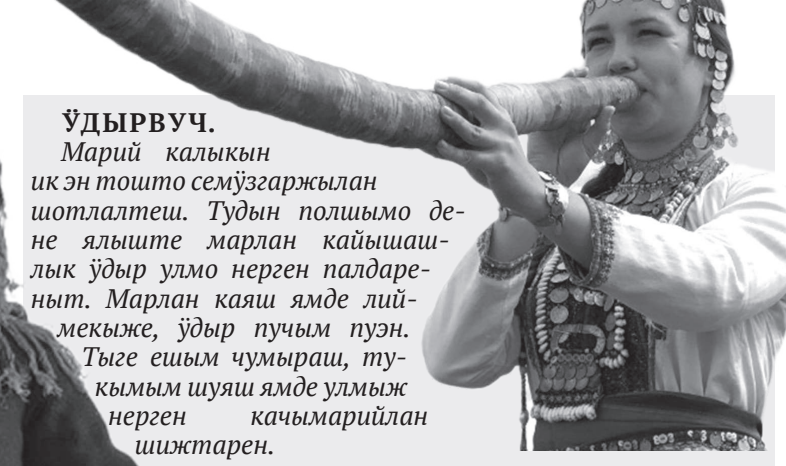 ӰДЫРВУЧ.
Марий калыкын
ик эн тошто семӱзгаржылан
шотлалтеш. Тудын полшымо де-
не ялыште марлан кайышаш-
лык ӱдыр улмо нерген палдаре-
ныт. Марлан каяш ямде лий-
мекыже, ӱдыр пучым пуэн.
Тыге ешым чумыраш, ту-
кымым шуяш ямде улмыж
нерген качымарийлан
шижтарен.